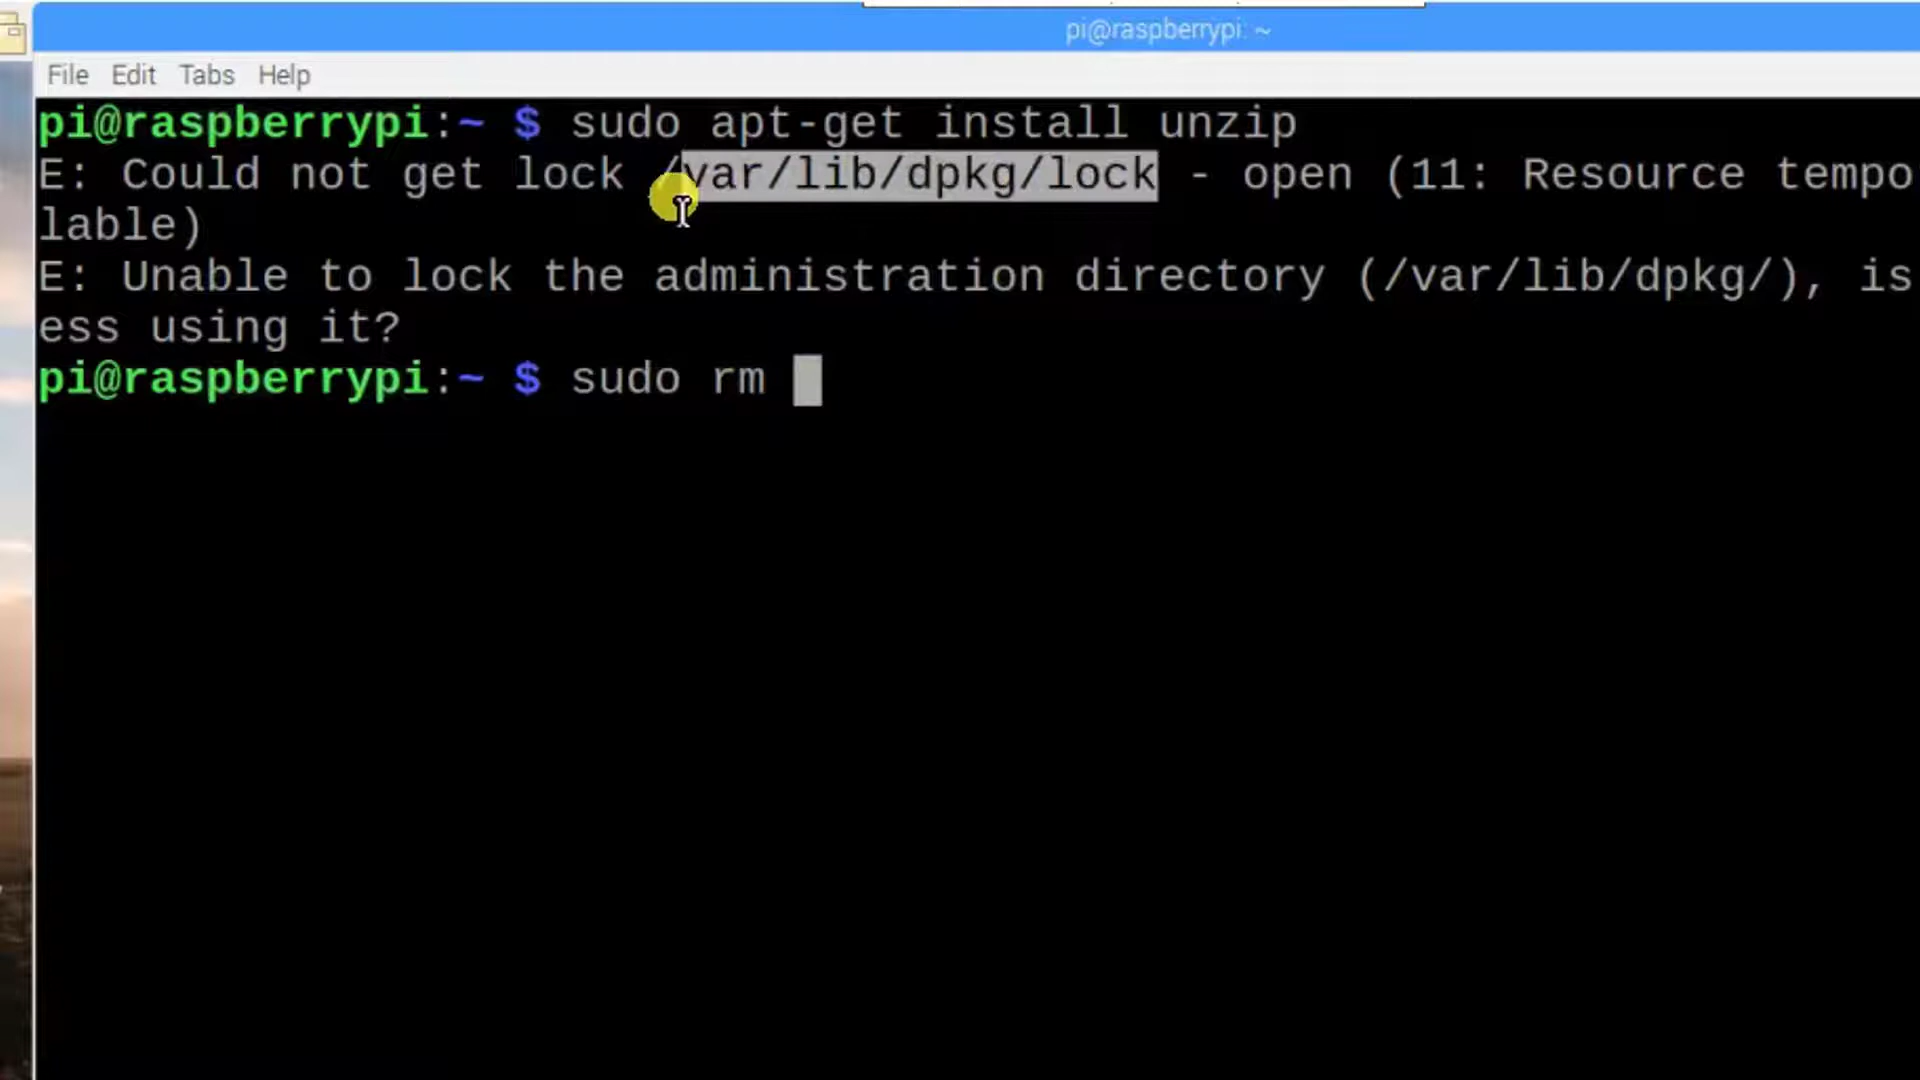 pi@raspberrypi: ~
File Edit Tabs Help
pi@raspberrypi:~ $ sudo apt-get install unzip
E: Could not get lock /var/lib/dpkg/lock - open (11: Resource tempo
lable)
E: Unable to lock the administration directory (/var/lib/dpkg/), is
ess using it?
pi@raspberrypi:~ $ sudo rm